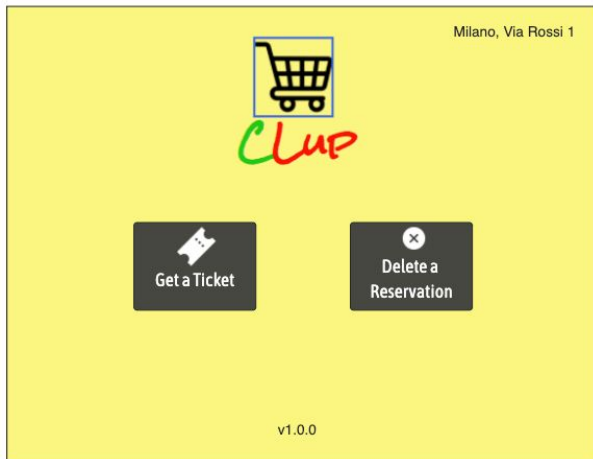 Milano, Via Rossi 1
CLup
Get a Ticket
Delete a
Reservation
v1.0.0